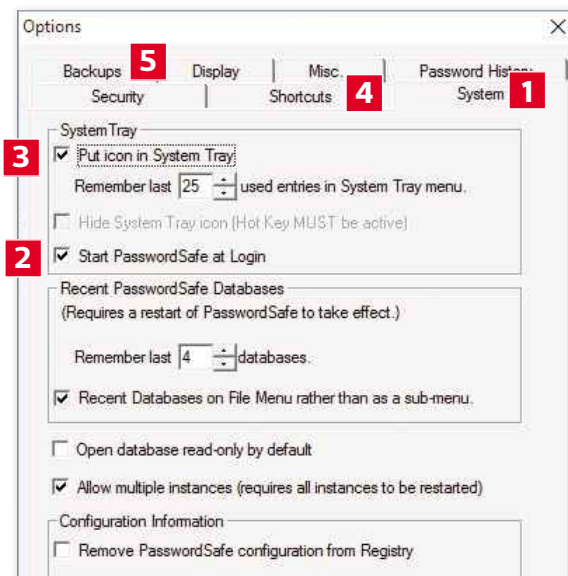 Options
Backups 5 Display Misc. Password History
Security Shortcuts 4 System 1
System Tray
3 Put icon in System Tray
Remember last 25 used entries in System Tray menu.
Hide System Tray icon (Hot Key MUST be active)
2 Start PasswordSafe at Login
Recent PasswordSafe Databases
(Requires a restart of PasswordSafe to take effect.)
Remember last 4 databases.
Recent Databases on File Menu rather than as a sub-menu.
Open database read-only by default
Allow multiple instances (requires all instances to be restarted)
Configuration Information
Remove PasswordSafe configuration from Registry